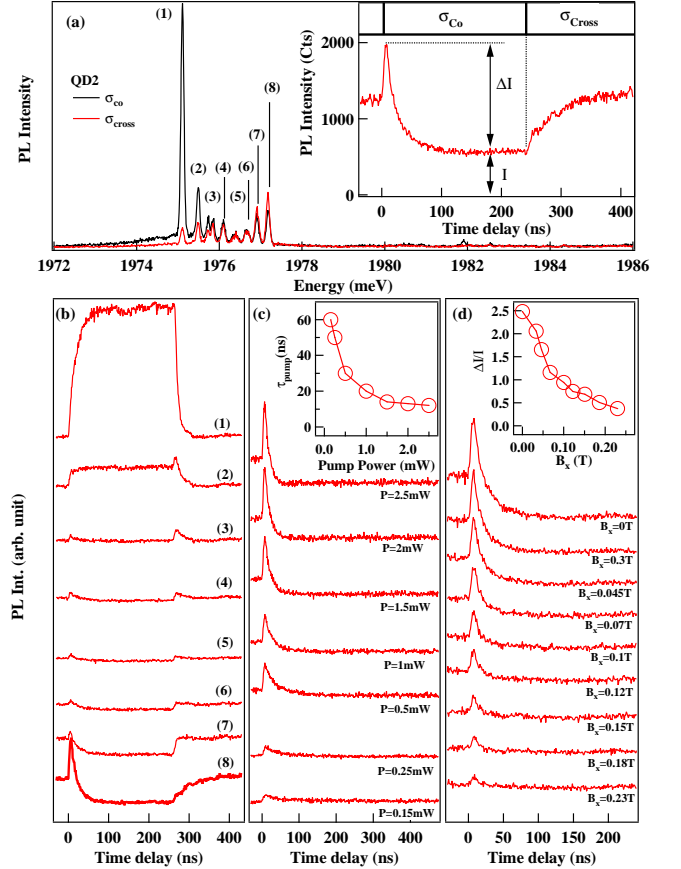 (a)
(1)
QD2
σco
σcross
(2)
(3)
(4)
(5)
(6)
(7)
(8)
PL Intensity
1972
1974
1976
1978
1980
1982
1984
1986
Energy (meV)
σCo
σCross
PL Intensity (Cts)
2000
1000
0
ΔI
I
0
100
200
300
400
Time delay (ns)
PL Int. (arb. unit)
(b)
(1)
(2)
(3)
(4)
(5)
(6)
(7)
(8)
0
100
200
300
400
Time delay (ns)
(c)
τpump(ns)
60
40
20
0
1.0
2.0
Pump Power (mW)
P=2.5mW
P=2mW
P=1.5mW
P=1mW
P=0.5mW
P=0.25mW
P=0.15mW
0
100
200
300
400
Time delay (ns)
(d)
ΔI/I
2.5
2.0
1.5
1.0
0.5
0.0
0.00
0.10
0.20
Bx (T)
Bx=0T
Bx=0.3T
Bx=0.045T
Bx=0.07T
Bx=0.1T
Bx=0.12T
Bx=0.15T
Bx=0.18T
Bx=0.23T
0
50
100
150
200
Time delay (ns)